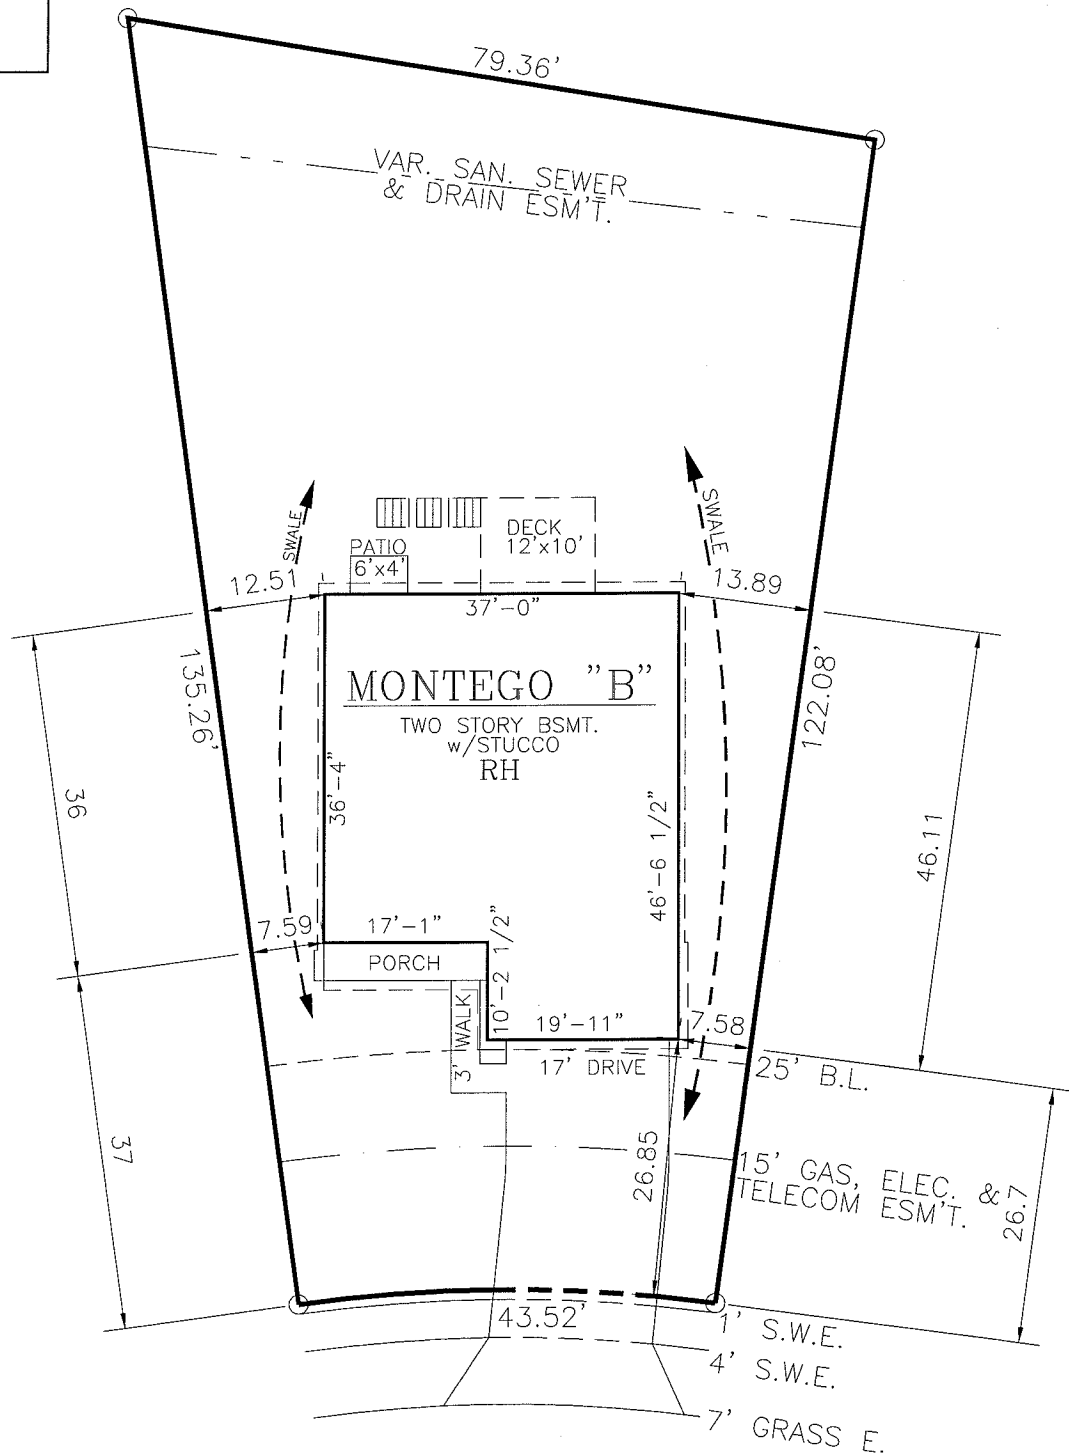 79.36'
VAR. SAN. SEWER
& DRAIN ESM'T.
SWALE
SWALE
DECK
12'x10'
PATIO
6'x4'
12.51
13.89
37'-0"
135.26'
122.08'
MONTEGO "B"
TWO STORY BSMT.
w/STUCCO
RH
36'-4"
46'-6 1/2"
36
46.11
7.59
17'-1"
PORCH
10'-2 1/2"
3' WALK
19'-11"
7.58
17' DRIVE
25' B.L.
37
26.85
15' GAS, ELEC. &
TELECOM ESM'T.
26.7
43.52'
1' S.W.E.
4' S.W.E.
7' GRASS E.